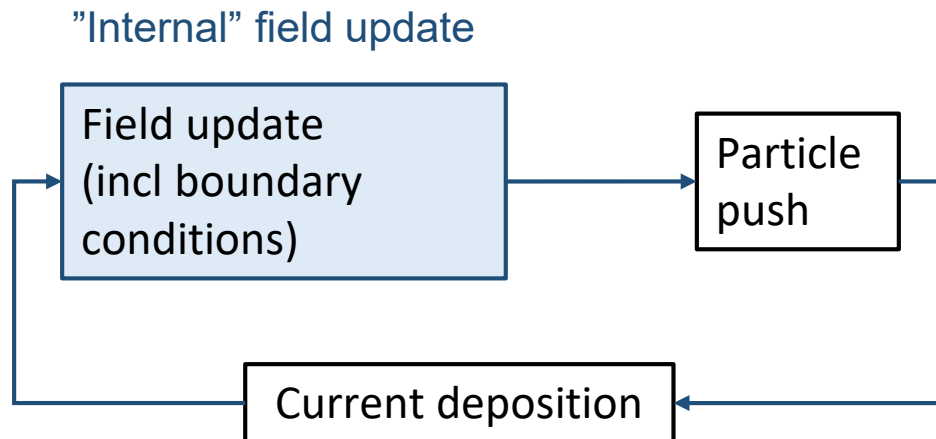 ”Internal” field update
Field update
(incl boundary
conditions)
Particle
push
Current deposition